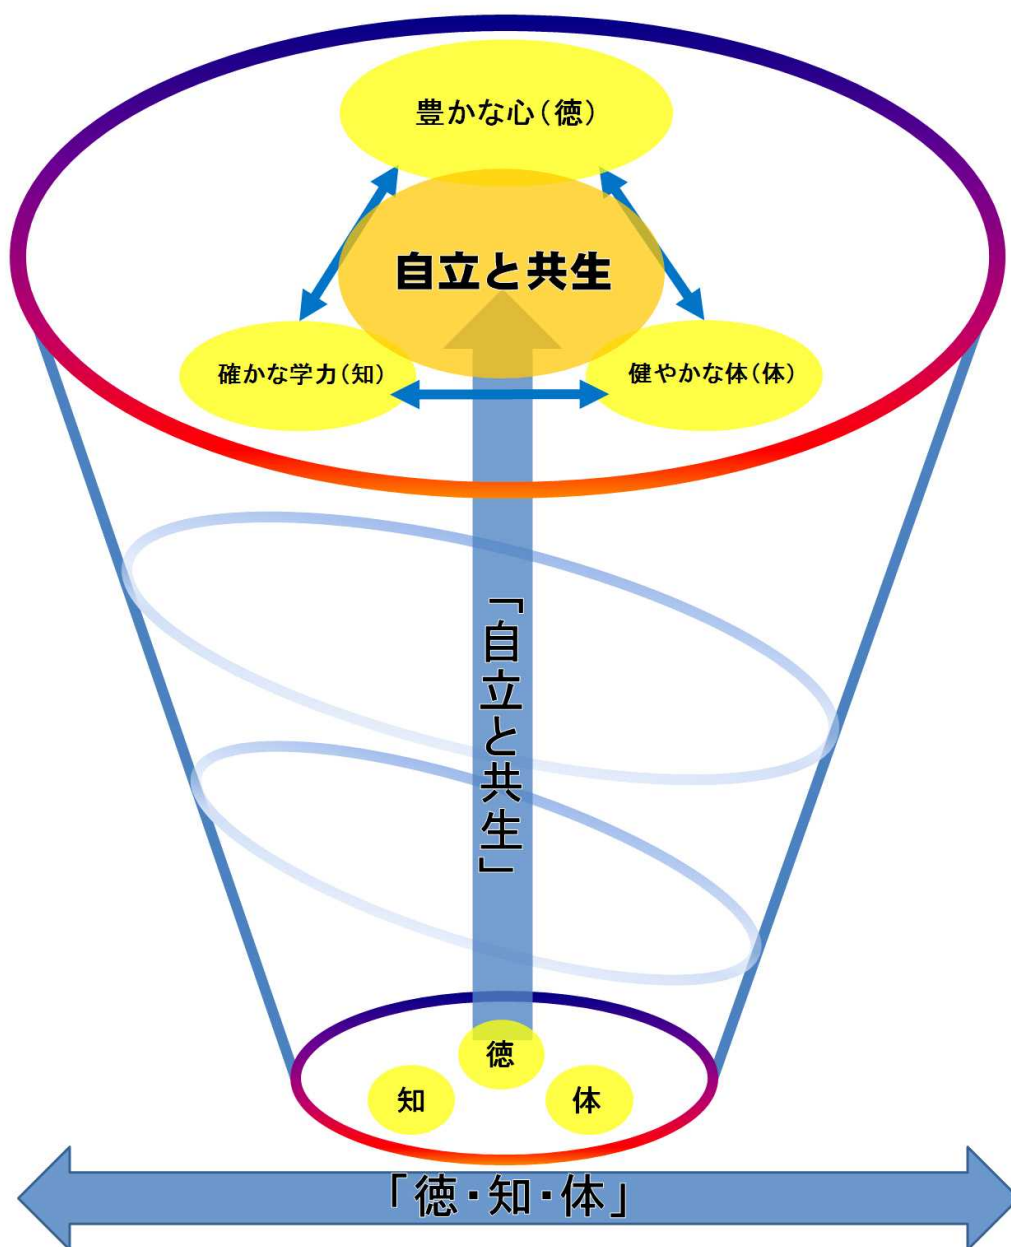 豊かな心(徳)
自立と共生
確かな学力(知)
健やかな体(体)
「自立と共生」
徳
知
体
「徳・知・体」